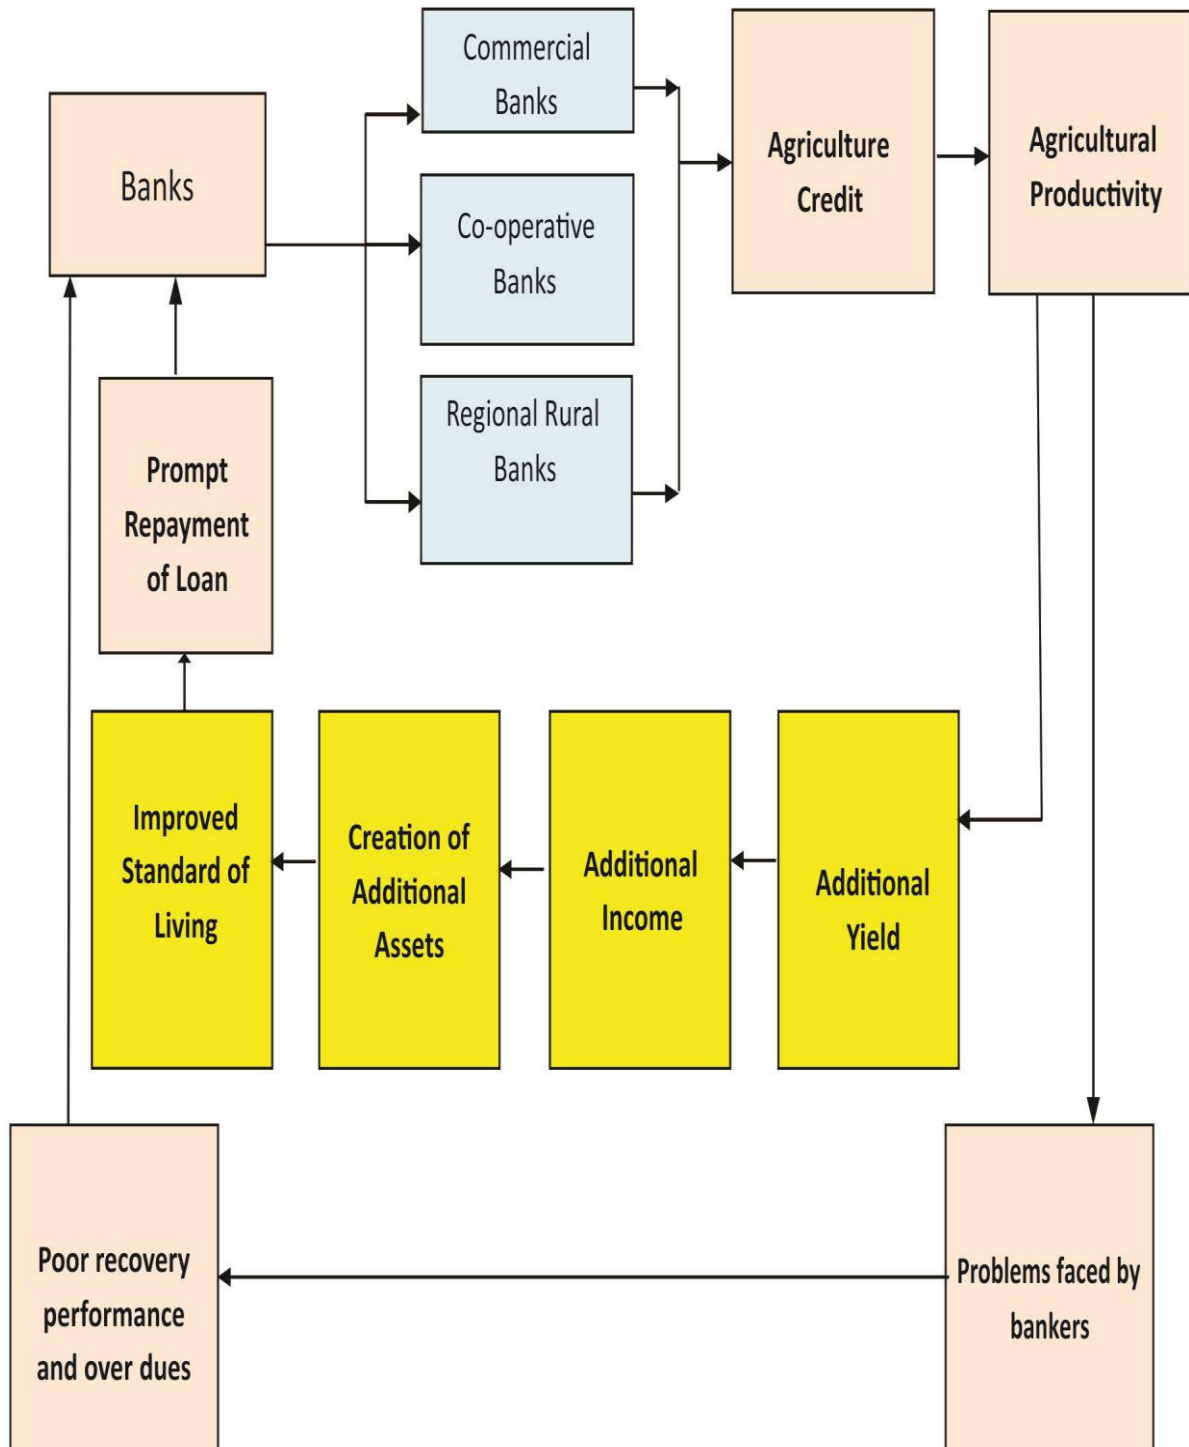 Commercial
Banks
Banks
Agriculture
Credit
Agricultural
Productivity
Co-operative
Banks
Regional Rural
Banks
Prompt
Repayment
of Loan
Improved
Standard of
Living
Creation of
Additional
Assets
Additional
Income
Additional
Yield
Poor recovery
performance
and over dues
Problems faced by
bankers